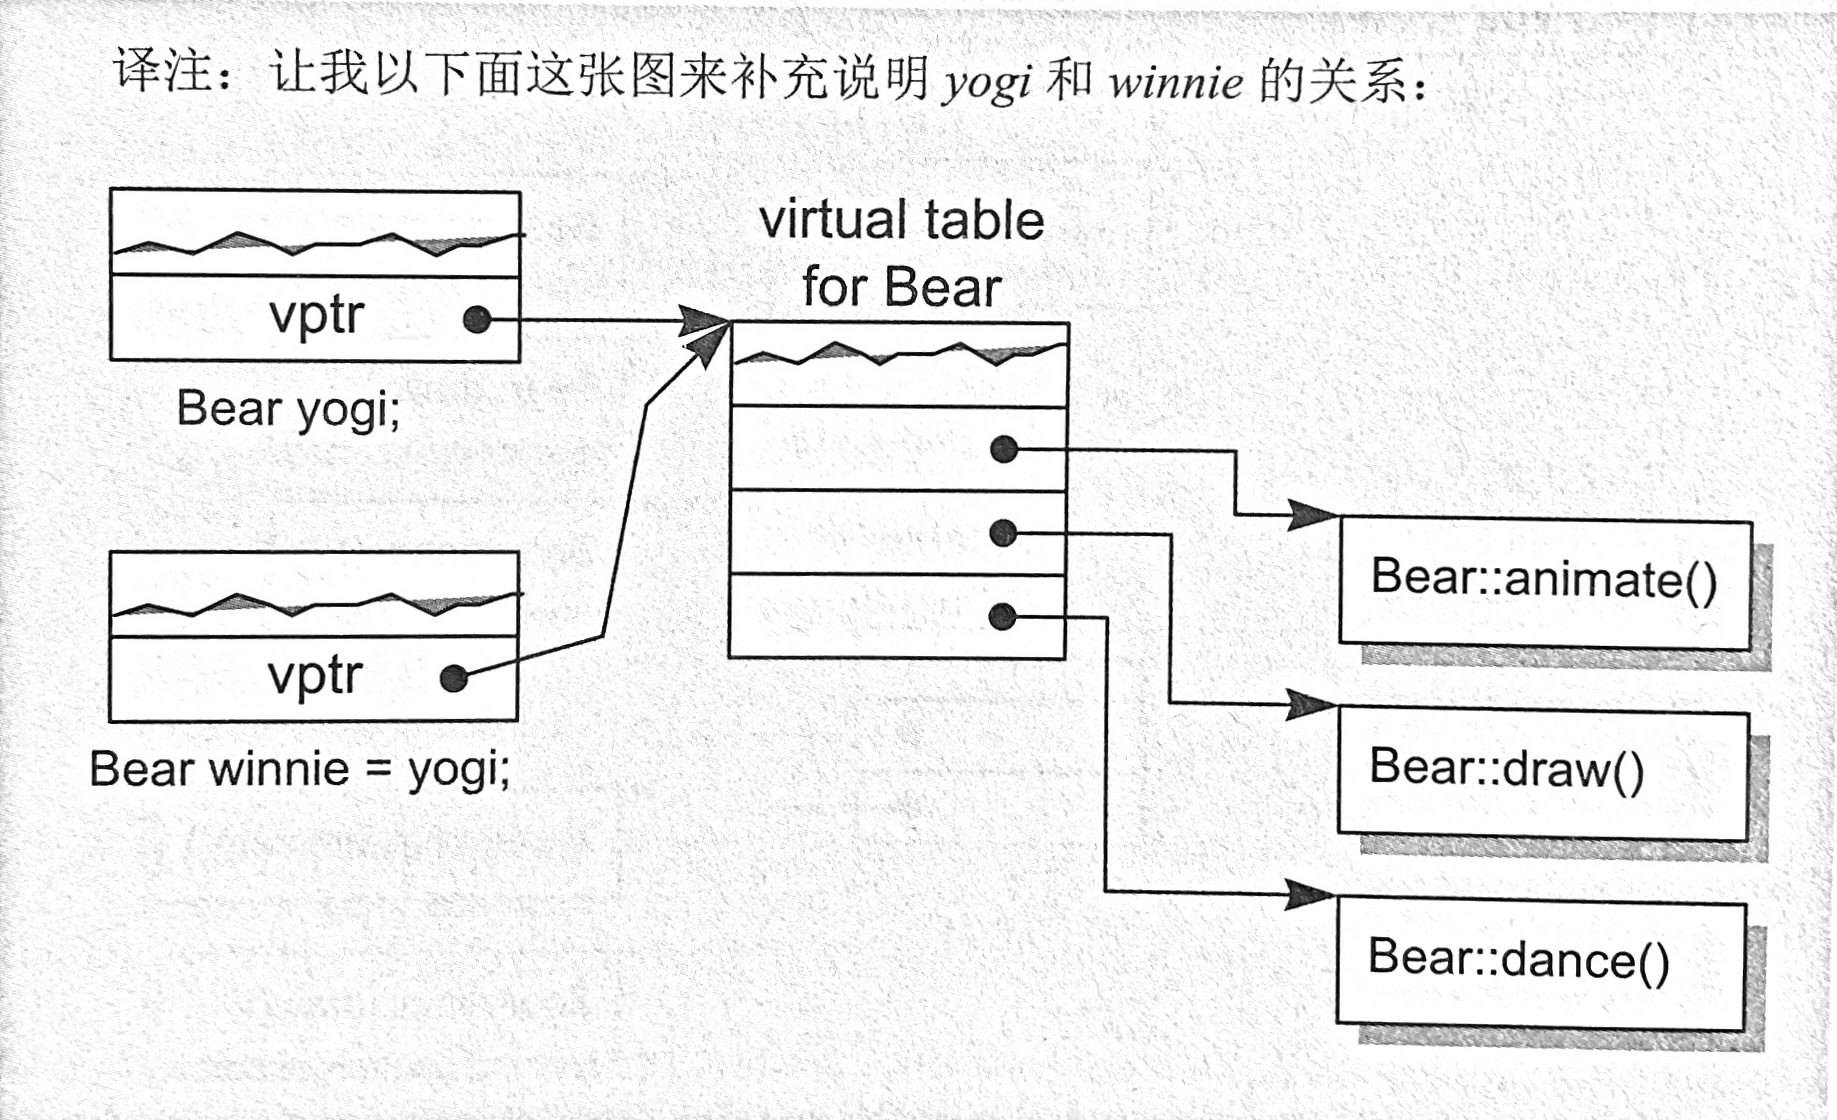 译注：让我以下面这张图来补充说明 yogi 和 winnie 的关系：
virtual table
for Bear
vptr
Bear yogi;
vptr
Bear winnie = yogi;
Bear::animate()
Bear::draw()
Bear::dance()